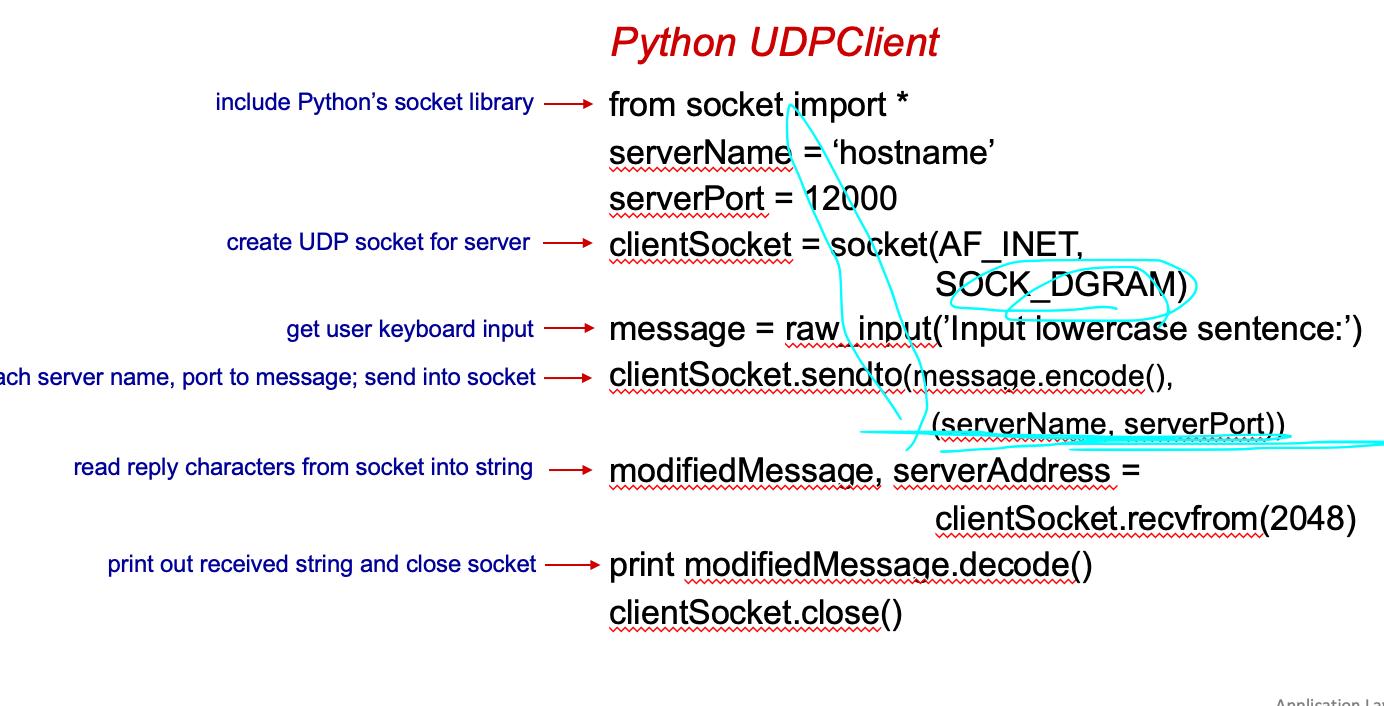 Python UDPClient
include Python's socket library
from socket import *
serverName = ‘hostname’
serverPort = 12000
create UDP socket for server
clientSocket = socket(AF_INET,
SOCK_DGRAM)
get user keyboard input
message = raw_input(’Input lowercase sentence:’)
server name, port to message; send into socket
clientSocket.sendto(message.encode(),
(serverName, serverPort))
read reply characters from socket into string
modifiedMessage, serverAddress =
clientSocket.recvfrom(2048)
print out received string and close socket
print modifiedMessage.decode()
clientSocket.close()
Application